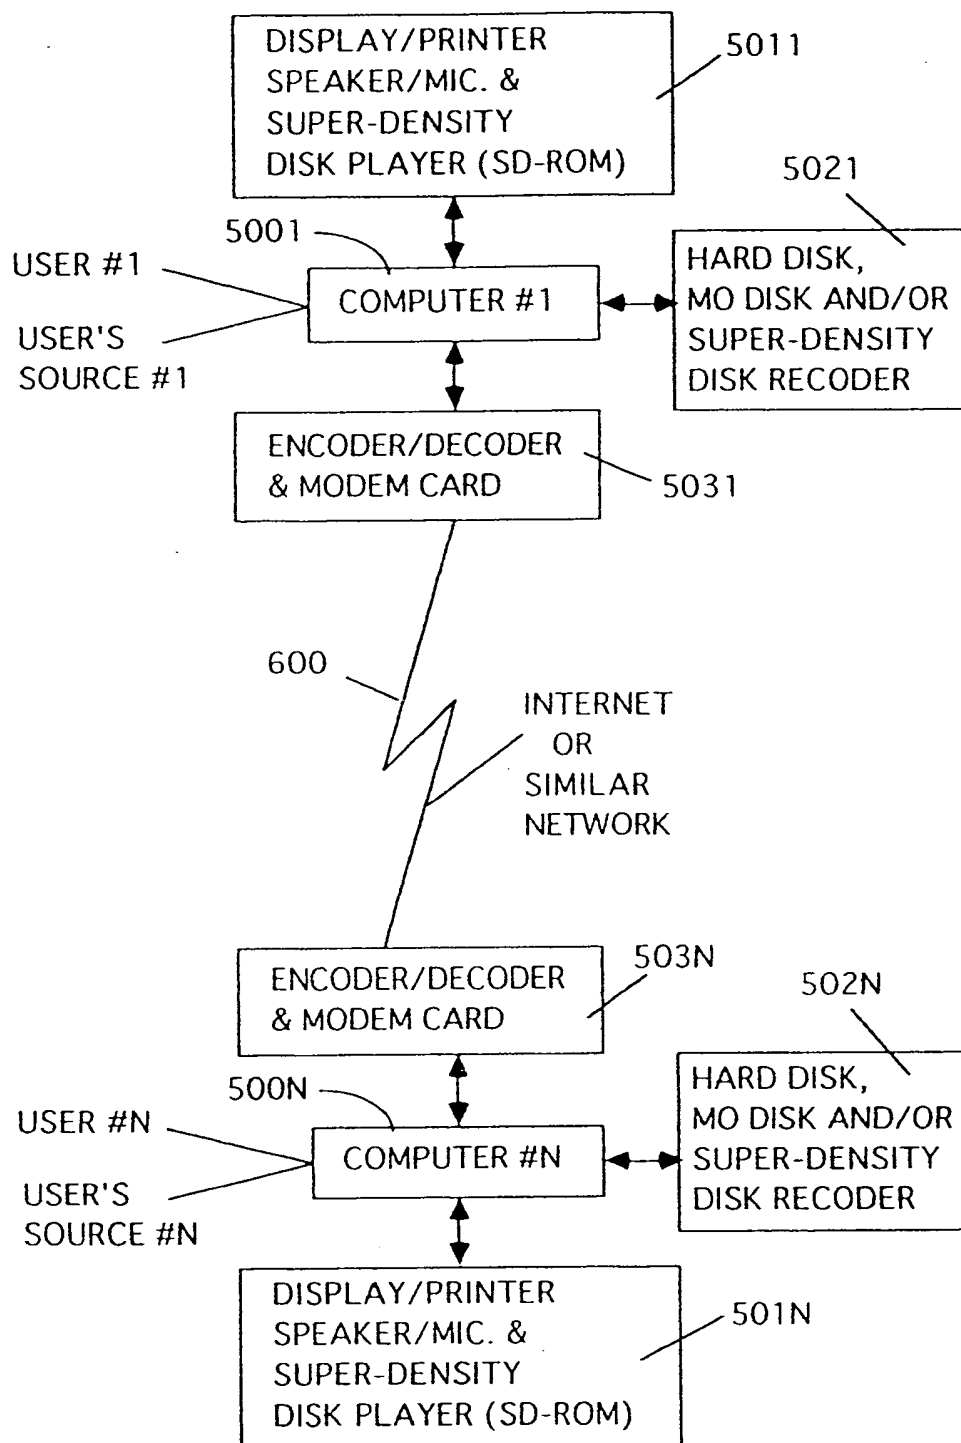 DISPLAY/PRINTER
SPEAKER/MIC. &
SUPER-DENSITY
DISK PLAYER (SD-ROM)
5011
5021
5001
USER #1
USER'S
SOURCE #1
COMPUTER #1
HARD DISK,
MO DISK AND/OR
SUPER-DENSITY
DISK RECODER
ENCODER/DECODER
& MODEM CARD
5031
600
INTERNET
OR
SIMILAR
NETWORK
503N
ENCODER/DECODER
& MODEM CARD
502N
500N
USER #N
USER'S
SOURCE #N
COMPUTER #N
HARD DISK,
MO DISK AND/OR
SUPER-DENSITY
DISK RECODER
DISPLAY/PRINTER
SPEAKER/MIC. &
SUPER-DENSITY
DISK PLAYER (SD-ROM)
501N